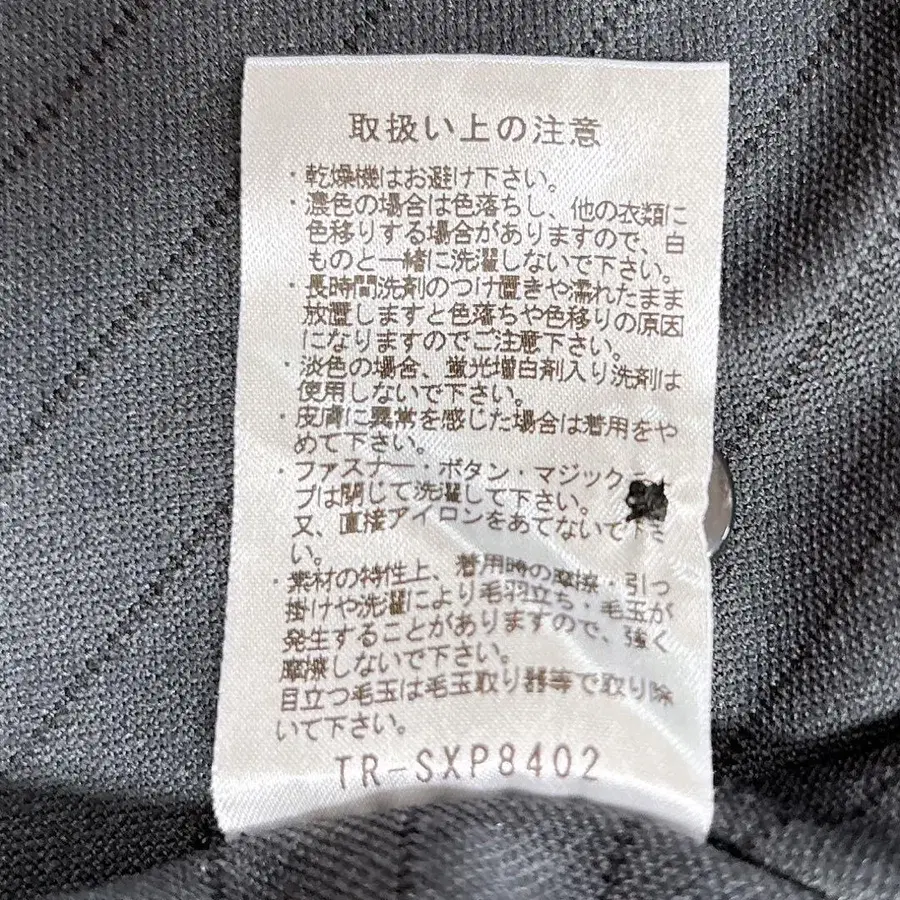 取扱い上の注意
・乾燥機はお避け下さい。
・濃色の場合は色落ちし、他の衣類に
色移りする場合がありますので、白
ものと一緒に洗濯しないで下さい。
・長時間洗剤のつけ置きや濡れたまま
放置しますと色落ちや色移りの原因
になりますのでご注意下さい。
・淡色の場合、蛍光増白剤入り洗剤は
使用しないで下さい。
・皮膚に異常を感じた場合は着用をや
めて下さい。
・ファスナー・ボタン・マジック
プは閉じて洗濯して下さい。
又、直接アイロンをあてないで下さ
い。
・素材の特性上、着用時の摩擦・引っ
掛けや洗濯により毛羽立ち・毛玉が
発生することがありますので、強く
摩擦しないで下さい。
目立つ毛玉は毛玉取り器等で取り除
いて下さい。
TR-SXP8402